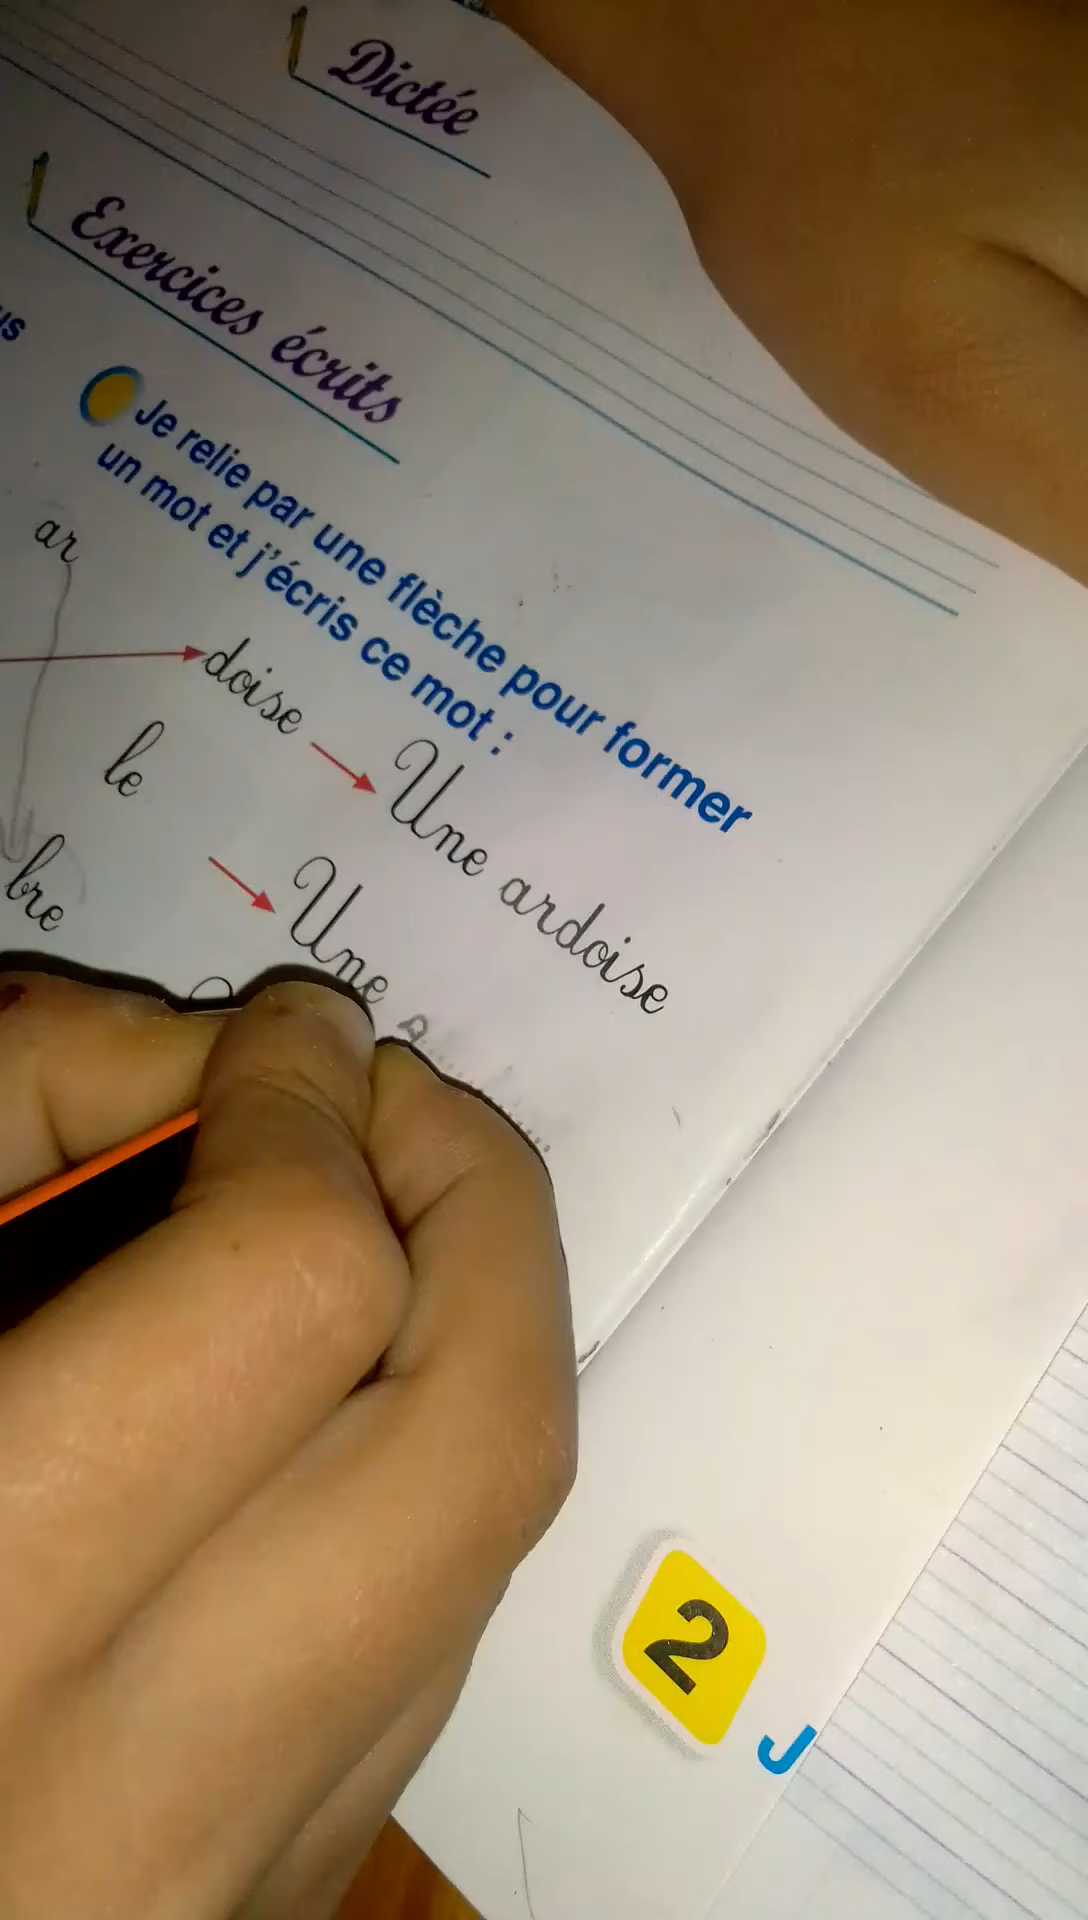 Dictée
Exercices écrits
us
Je relie par une flèche pour former
un mot et j'écris ce mot :
ar
doise
Une ardoise
le
Une a
bre
2
J